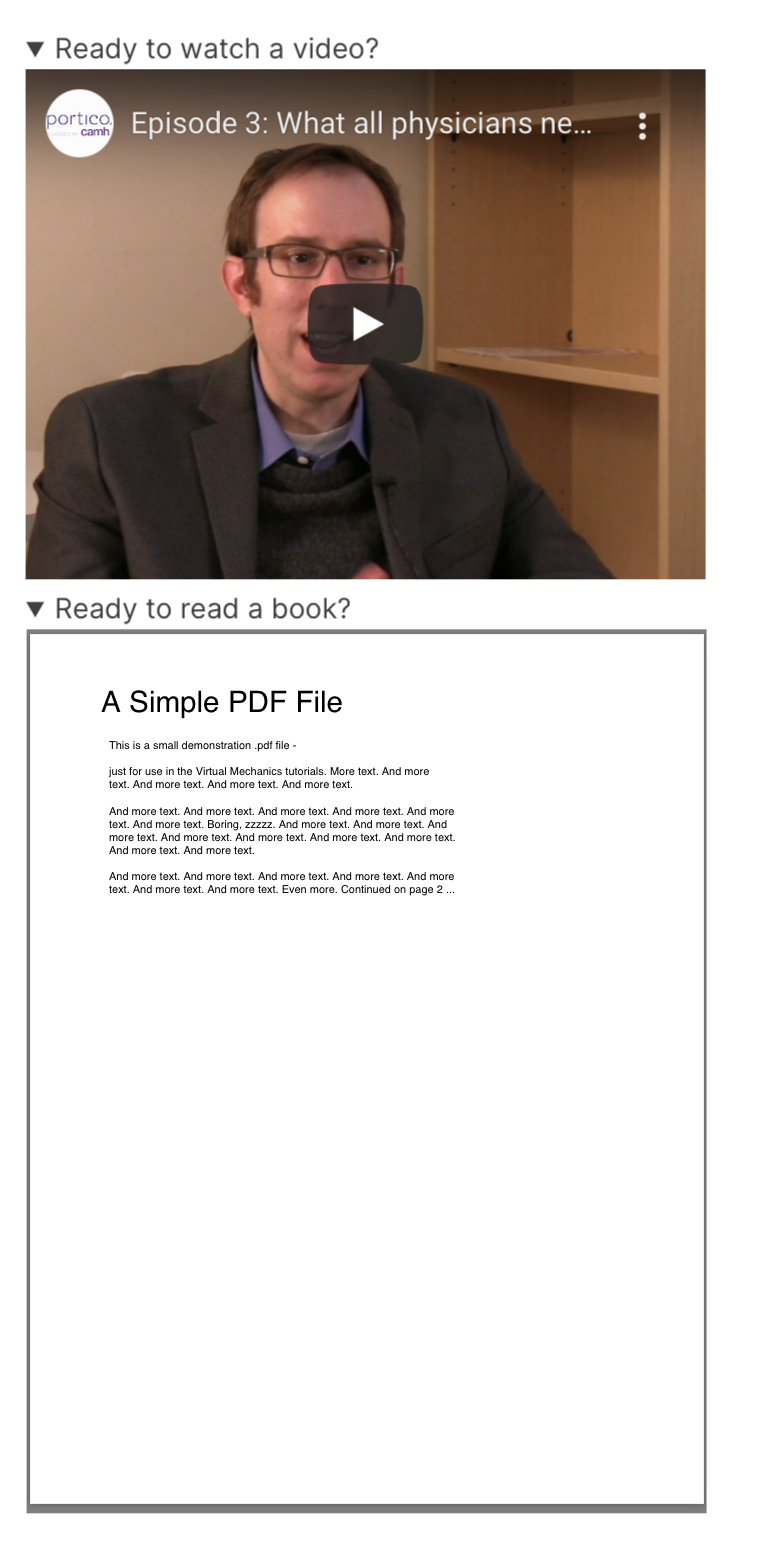 ▼ Ready to watch a video?
portico.
camh
Episode 3: What all physicians ne...
▼ Ready to read a book?
A Simple PDF File
This is a small demonstration .pdf file -
just for use in the Virtual Mechanics tutorials. More text. And more
text. And more text. And more text. And more text.
And more text. And more text. And more text. And more text. And more
text. And more text. Boring, zzzzz. And more text. And more text. And
more text. And more text. And more text. And more text. And more text.
And more text. And more text.
And more text. And more text. And more text. And more text. And more
text. And more text. And more text. Even more. Continued on page 2 ...